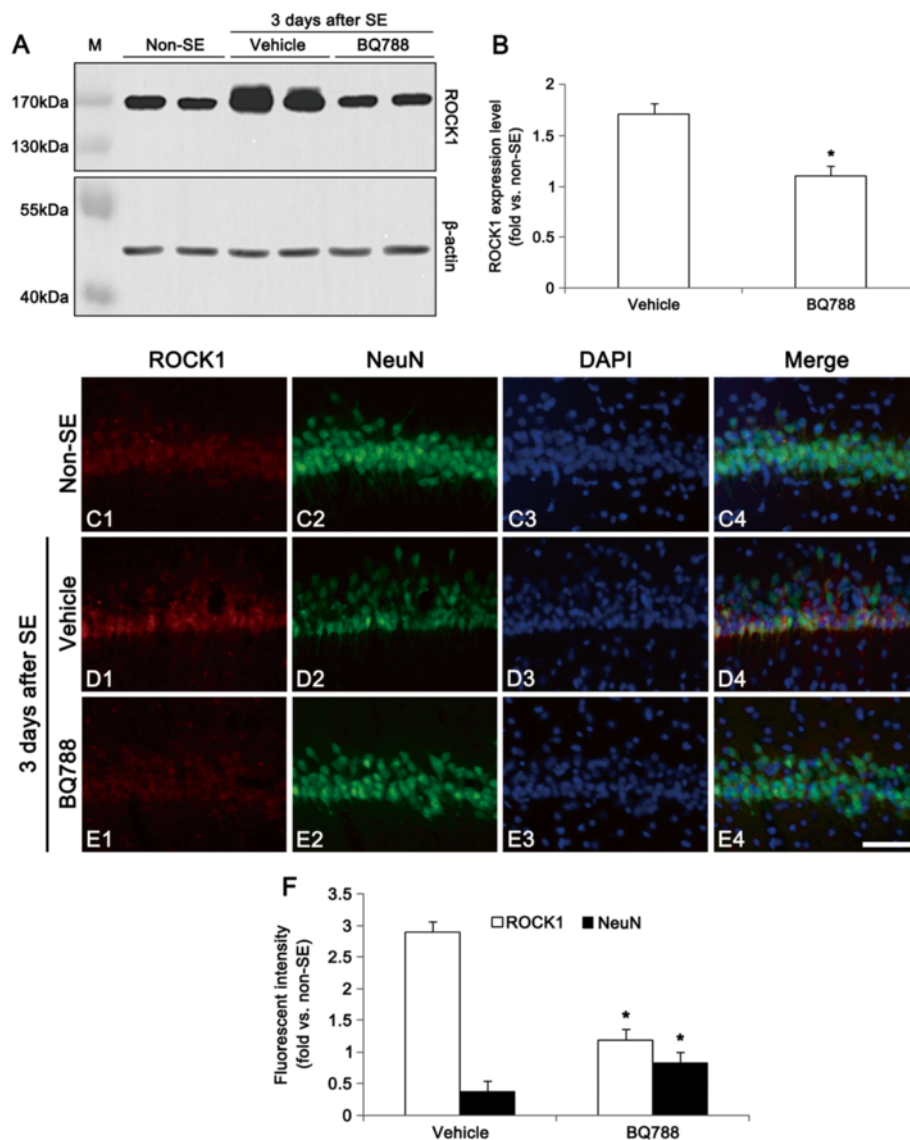 3 days after SE
A
M
Non-SE
Vehicle
BQ788
170kDa
130kDa
ROCK1
55kDa
40kDa
β-actin
B
ROCK1 expression level
(fold vs. non-SE)
2
1.5
1
0.5
0
*
Vehicle
BQ788
ROCK1
NeuN
DAPI
Merge
Non-SE
C1
C2
C3
C4
3 days after SE
Vehicle
D1
D2
D3
D4
BQ788
E1
E2
E3
E4
F
Fluorescent intensity
(fold vs. non-SE)
3.5
3
2.5
2
1.5
1
0.5
0
ROCK1
NeuN
*
*
Vehicle
BQ788